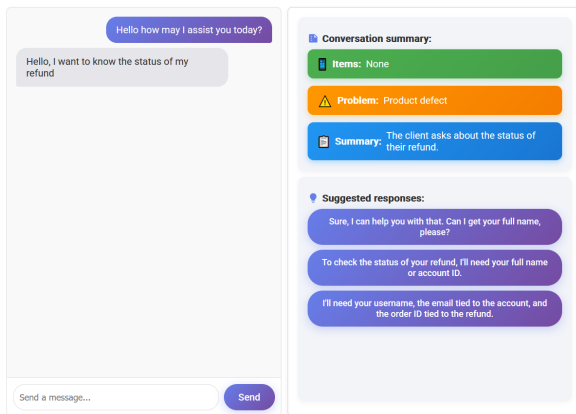 Hello how may I assist you today?
Hello, I want to know the status of my
refund
Send a message...
Send
Conversation summary:
Items: None
Problem: Product defect
Summary: The client asks about the status of
their refund.
Suggested responses:
Sure, I can help you with that. Can I get your full name,
please?
To check the status of your refund, I'll need your full name
or account ID.
I'll need your username, the email tied to the account, and
the order ID tied to the refund.